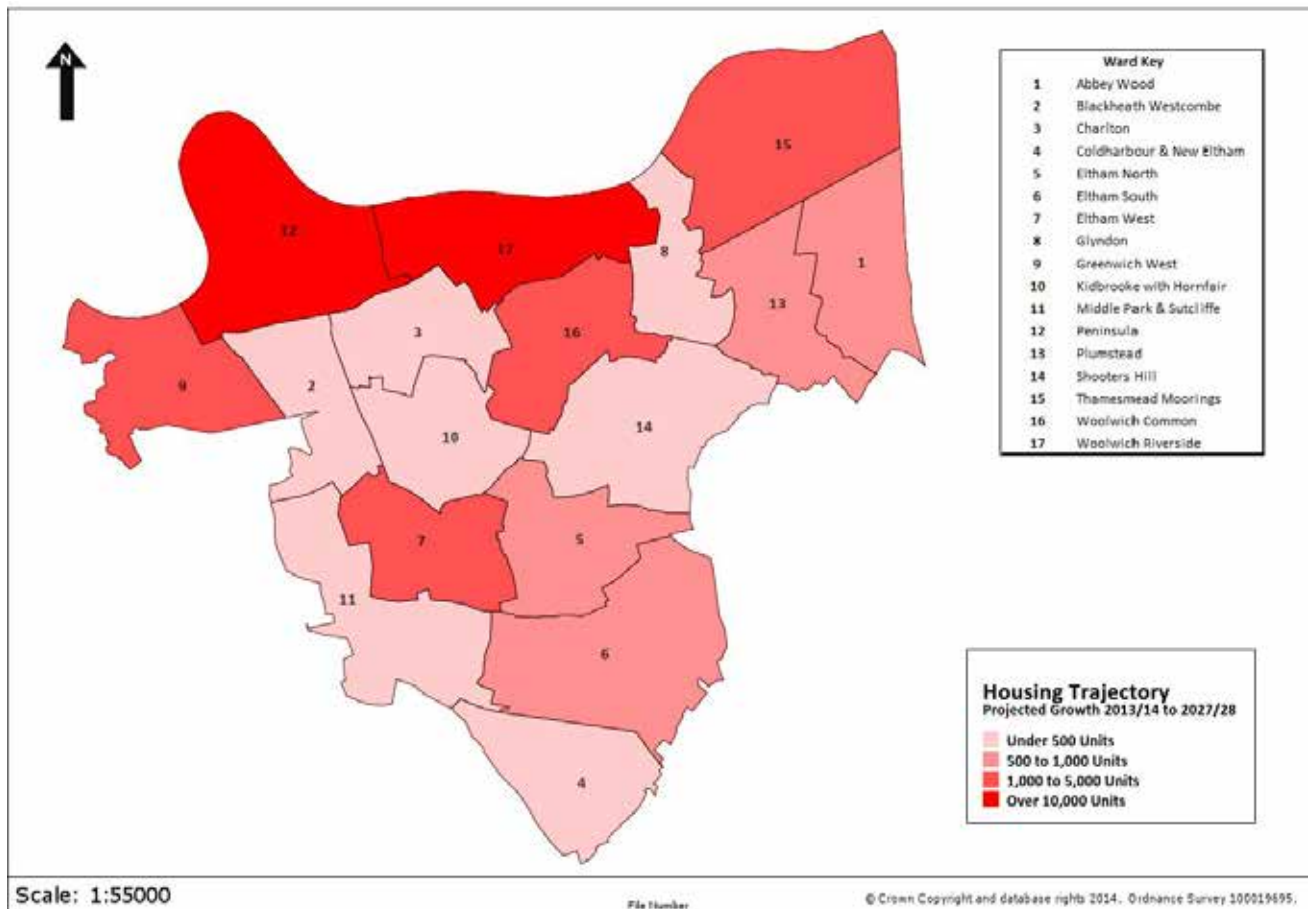 N
Ward Key
1 Abbey Wood
2 Blackheath Westcombe
3 Charlton
4 Coldharbour & New Eltham
5 Eltham North
6 Eltham South
7 Eltham West
8 Glyndon
9 Greenwich West
10 Kidbrooke with Hornfair
11 Middle Park & Sutcliffe
12 Peninsula
13 Plumstead
14 Shooters Hill
15 Thamesmead Moorings
16 Woolwich Common
17 Woolwich Riverside
15
12
17
8
1
13
3
16
9
2
10
14
7
5
11
6
4
Housing Trajectory
Projected Growth 2013/14 to 2027/28
Under 500 Units
500 to 1,000 Units
1,000 to 5,000 Units
Over 10,000 Units
Scale: 1:55000
File Number
© Crown Copyright and database rights 2014. Ordnance Survey 100019695.